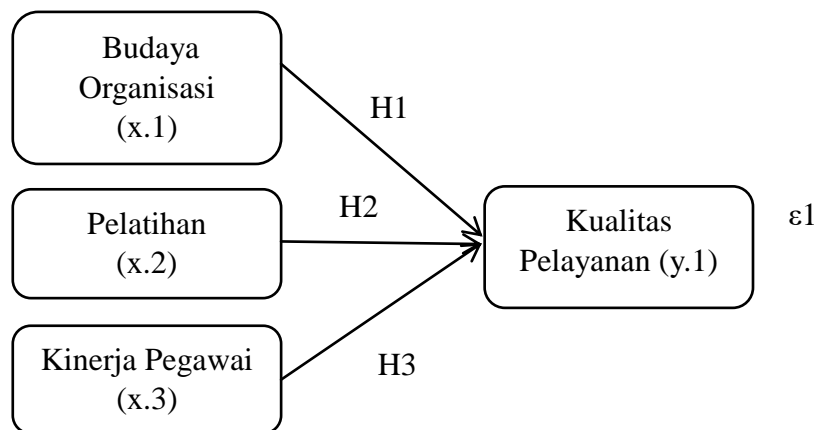 Budaya
Organisasi
(x.1)
H1
Pelatihan
(x.2)
H2
Kualitas
Pelayanan (y.1)
ε1
Kinerja Pegawai
(x.3)
H3